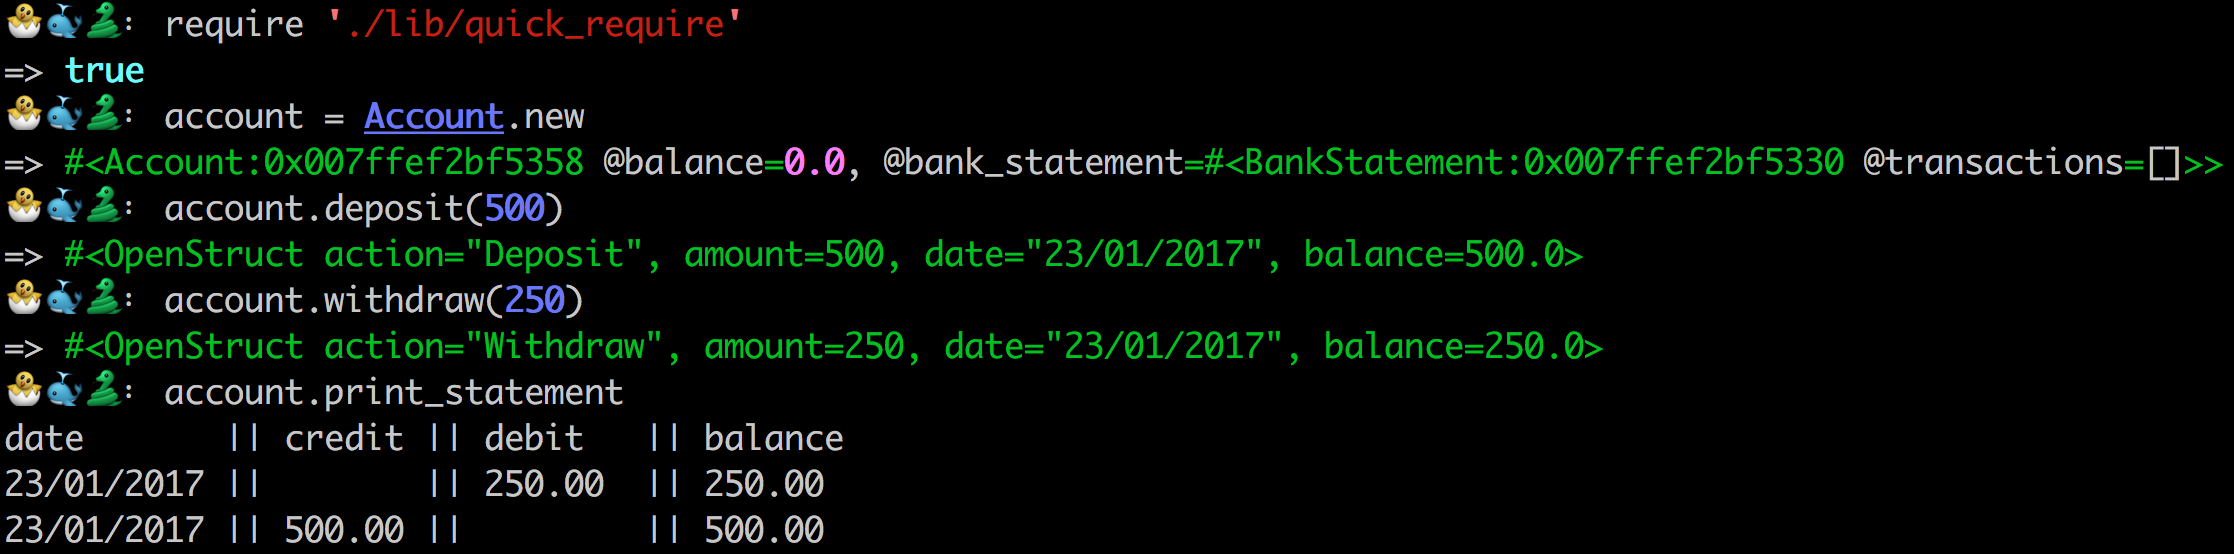 🐣🐳🐍: require './lib/quick_require'
=> true
🐣🐳🐍: account = Account.new
=> #<Account:0x007ffef2bf5358 @balance=0.0, @bank_statement=#<BankStatement:0x007ffef2bf5330 @transactions=[]>>
🐣🐳🐍: account.deposit(500)
=> #<OpenStruct action="Deposit", amount=500, date="23/01/2017", balance=500.0>
🐣🐳🐍: account.withdraw(250)
=> #<OpenStruct action="Withdraw", amount=250, date="23/01/2017", balance=250.0>
🐣🐳🐍: account.print_statement
date       || credit || debit   || balance
23/01/2017 ||        || 250.00  || 250.00
23/01/2017 || 500.00 ||         || 500.00